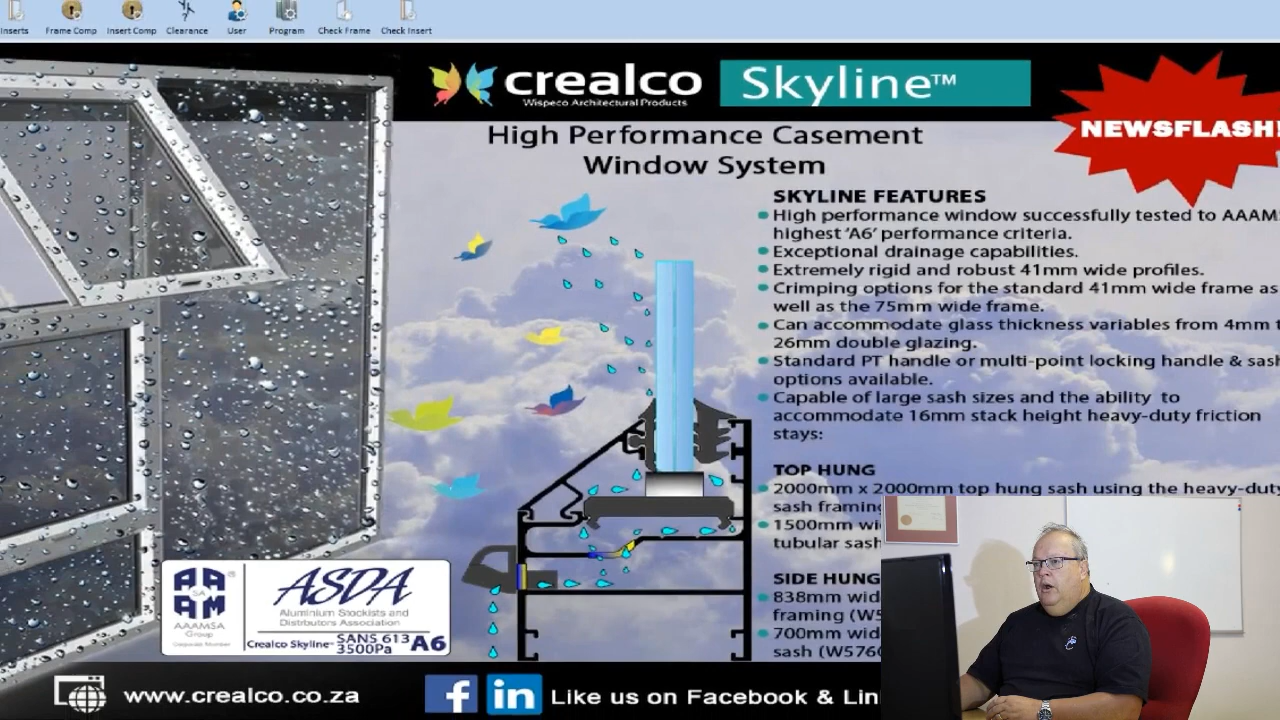 Inserts
Frame Comp
Insert Comp
Clearance
User
Program
Check Frame
Check Insert
crealco
Wispeco Architectural Products
Skyline™
NEWSFLASH
High Performance Casement
Window System
SKYLINE FEATURES
High performance window successfully tested to
highest 'A6' performance criteria.
Exceptional drainage capabilities.
Extremely rigid and robust 41mm wide profiles.
Crimping options for the standard 41mm wide frame as
well as the 75mm wide frame.
Can accommodate glass thickness variables from 4mm
26mm double glazing.
Standard PT handle or multi-point locking handle & sash
options available.
Capable of large sash sizes and the ability to
accommodate 16mm stack height heavy-duty friction
stays:
TOP HUNG
2000mm x 2000mm top hung sash using the heavy-duty
sash framing
1500mm
tubular sash
SIDE HUNG
838mm
framing
700mm
sash
AAAMSA
Group
Corporate Member
ASDA
Aluminium Stockists and
Distributors Association
Crealco Skyline™ SANS 613 A6
3500Pa
www.crealco.co.za
f in Like us on Facebook &